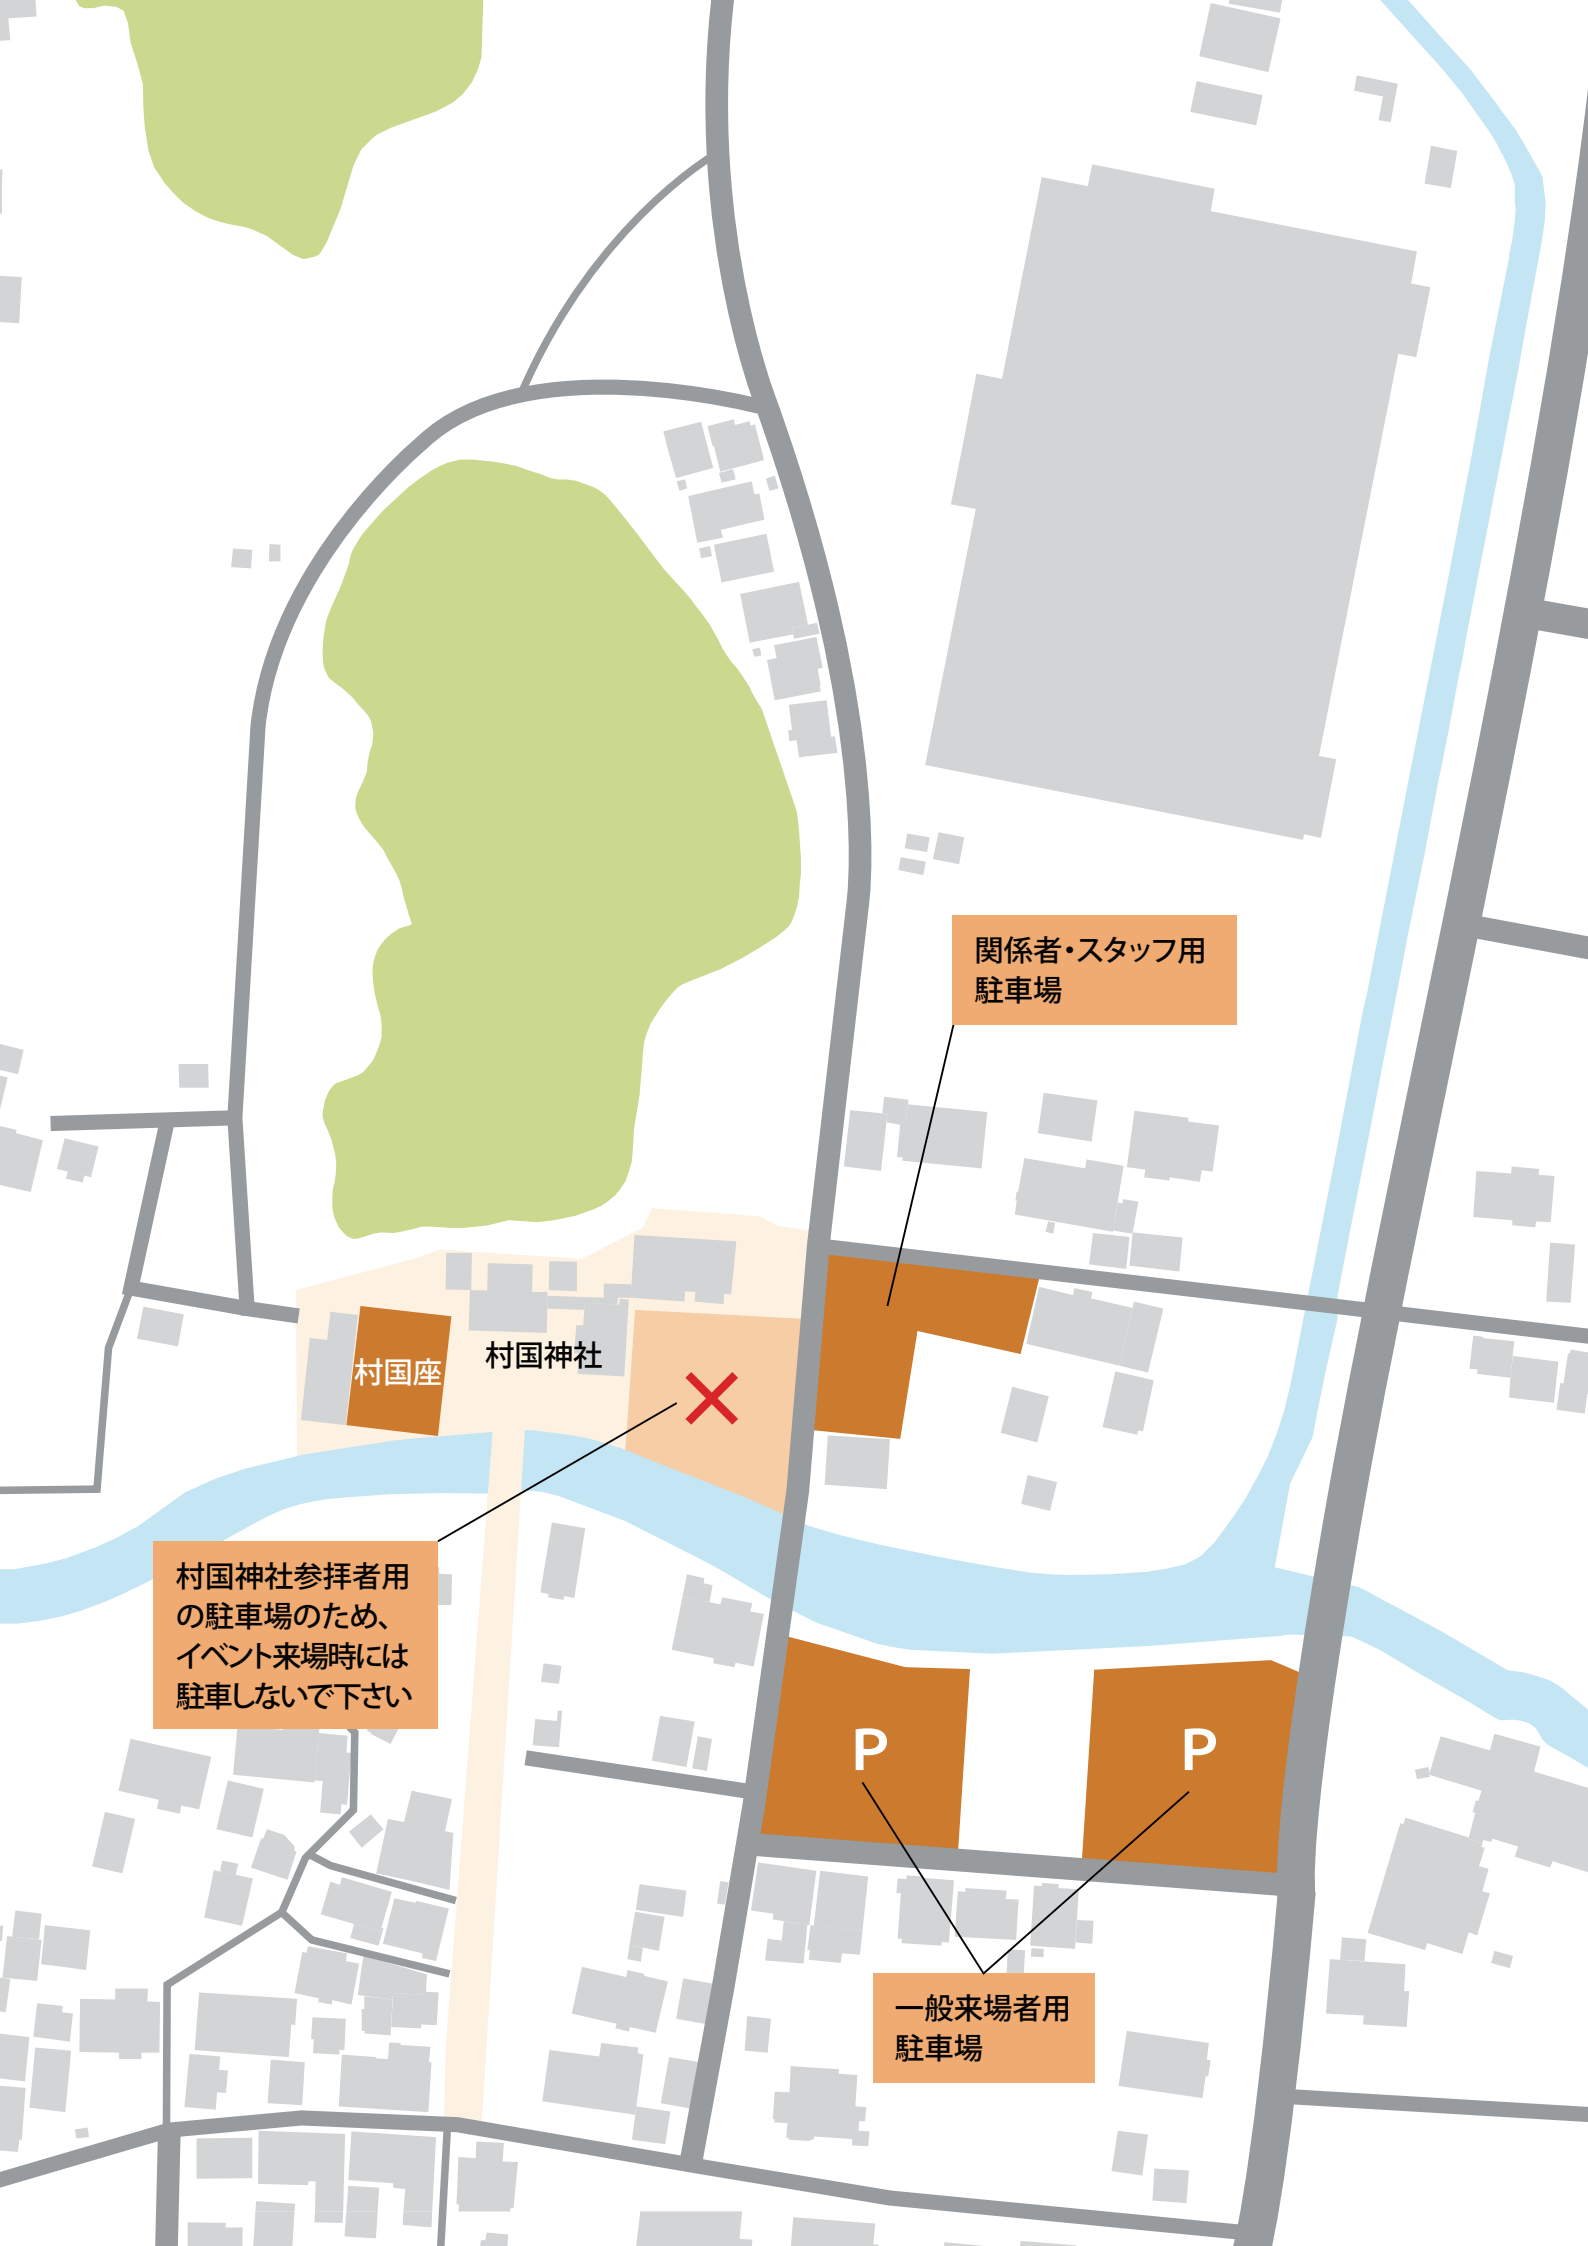 関係者・スタッフ用
駐車場
村国神社
村国座
村国神社参拝者用
の駐車場のため、
イベント来場時には
駐車しないで下さい
P
P
一般来場者用
駐車場